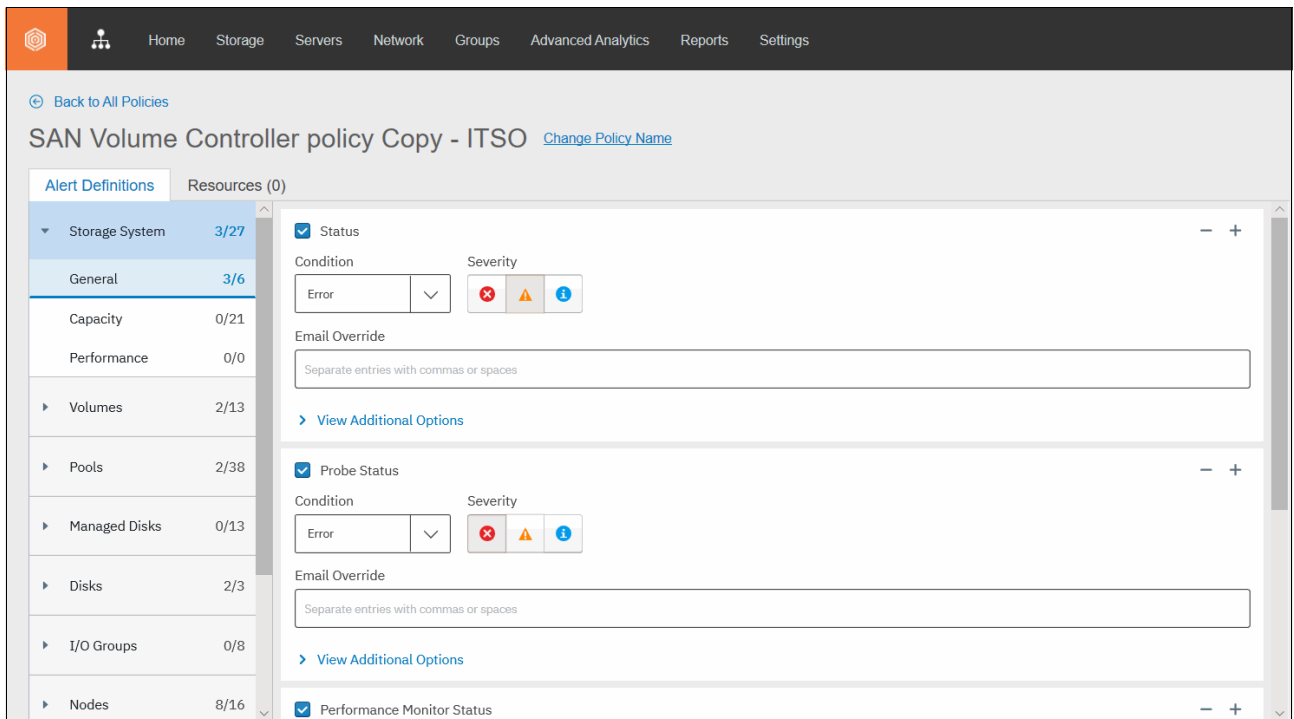 Home Storage Servers Network Groups Advanced Analytics Reports Settings
Back to All Policies
SAN Volume Controller policy Copy - ITSO Change Policy Name
Alert Definitions Resources (0)
Storage System 3/27
General 3/6
Capacity 0/21
Performance 0/0
Volumes 2/13
Pools 2/38
Managed Disks 0/13
Disks 2/3
I/O Groups 0/8
Nodes 8/16
Status
Condition Severity
Error
Email Override
Separate entries with commas or spaces
View Additional Options
Probe Status
Condition Severity
Error
Email Override
Separate entries with commas or spaces
View Additional Options
Performance Monitor Status